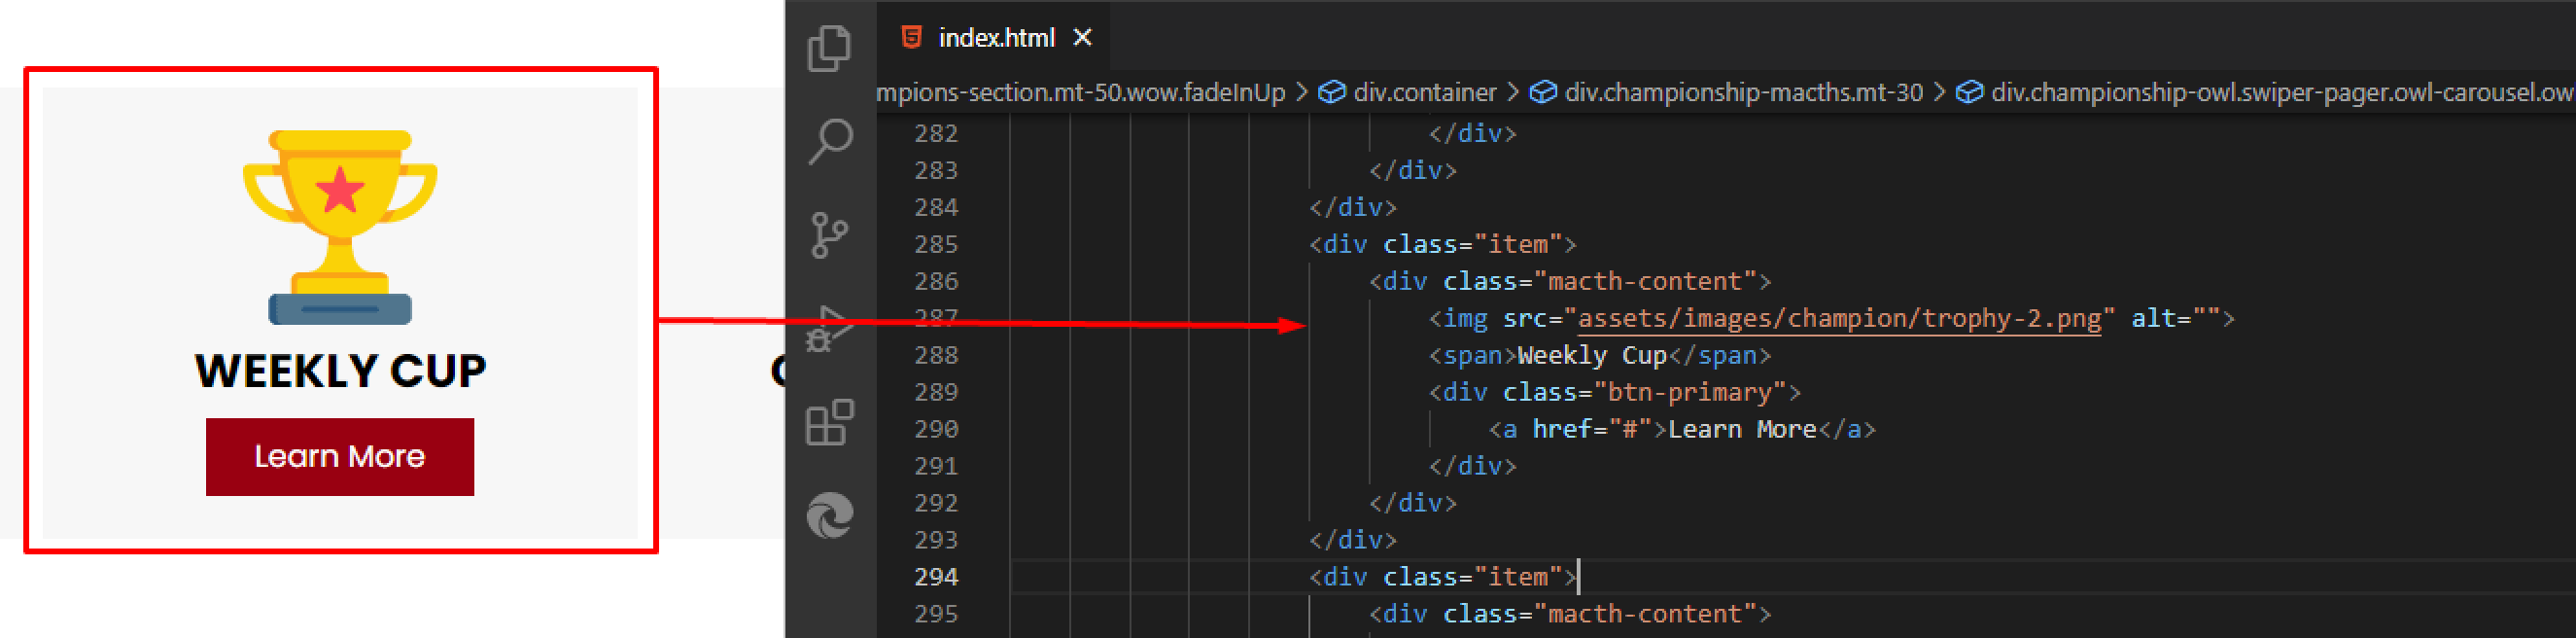 WEEKLY CUP
Learn More
index.html
mpions-section.mt-50.wow.fadeInUp > div.container > div.championship-macths.mt-30 > div.championship-owl.swiper-pager.owl-carousel.ow
282 </div>
283 </div>
284 </div>
285 <div class="item">
286 <div class="macth-content">
287 <img src="assets/images/champion/trophy-2.png" alt="">
288 <span>Weekly Cup</span>
289 <div class="btn-primary">
290 <a href="#">Learn More</a>
291 </div>
292 </div>
293 </div>
294 <div class="item">
295 <div class="macth-content">